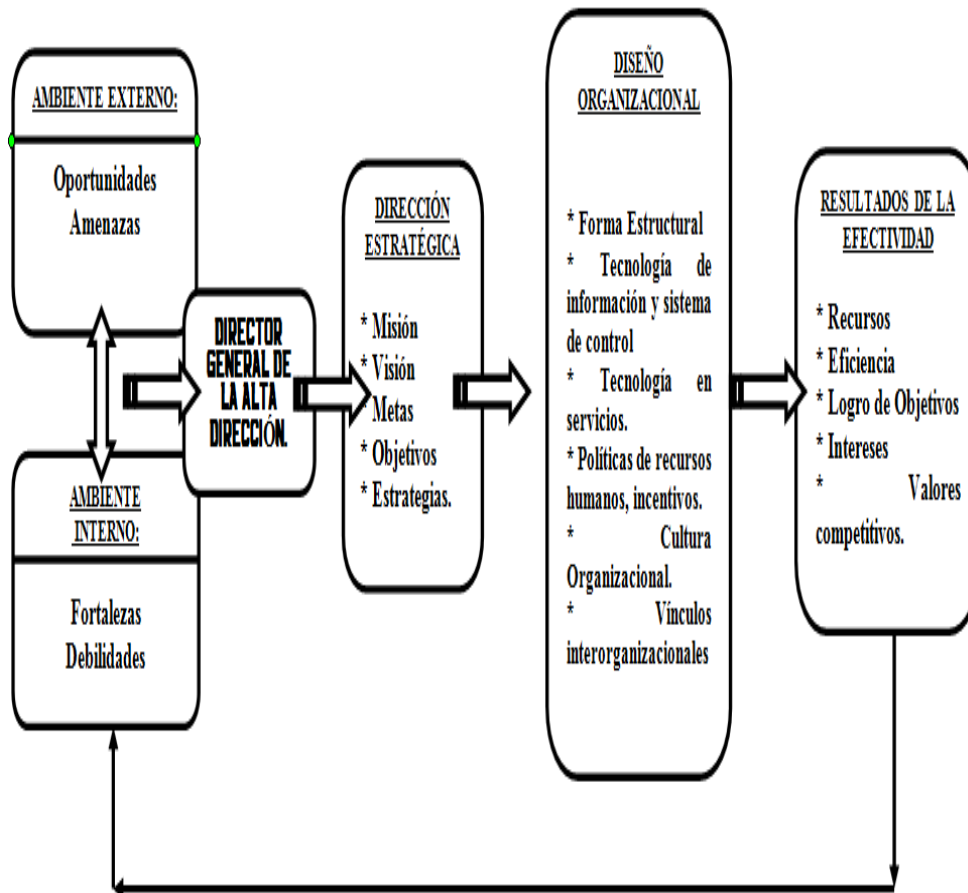 AMBIENTE EXTERNO:
Oportunidades
Amenazas
AMBIENTE
INTERNO:
Fortalezas
Debilidades
DIRECTOR
GENERAL DE
LA ALTA
DIRECCIÓN.
DIRECCIÓN
ESTRATÉGICA
* Misión
* Visión
* Metas
* Objetivos
* Estrategias.
DISEÑO
ORGANIZACIONAL
* Forma Estructural
* Tecnología de
información y sistema
de control
* Tecnología en
servicios.
* Políticas de recursos
humanos, incentivos.
* Cultura
Organizacional.
* Vínculos
interorganizacionales
RESULTADOS DE LA
EFECTIVIDAD
* Recursos
* Eficiencia
* Logro de Objetivos
* Intereses
* Valores
competitivos.